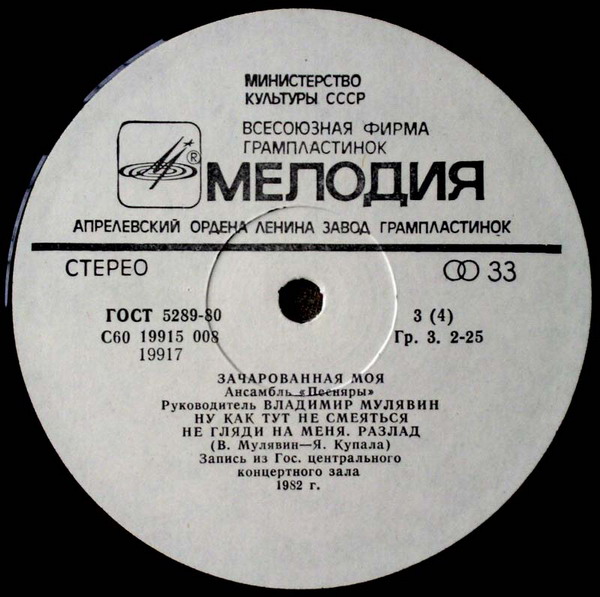 МИНИСТЕРСТВО
КУЛЬТУРЫ СССР
ВСЕСОЮЗНАЯ ФИРМА
ГРАМПЛАСТИНОК
® МЕЛОДИЯ
АПРЕЛЕВСКИЙ ОРДЕНА ЛЕНИНА ЗАВОД ГРАМПЛАСТИНОК
СТЕРЕО 33
ГОСТ 5289-80 3 (4)
С60 19915 008 Гр. 3. 2-25
19917
ЗАЧАРОВАННАЯ МОЯ
Ансамбль «Песняры»
Руководитель ВЛАДИМИР МУЛЯВИН
НУ КАК ТУТ НЕ СМЕЯТЬСЯ
НЕ ГЛЯДИ НА МЕНЯ. РАЗЛАД
(В. Мулявин—Я. Купала)
Запись из Гос. центрального
концертного зала
1982 г.